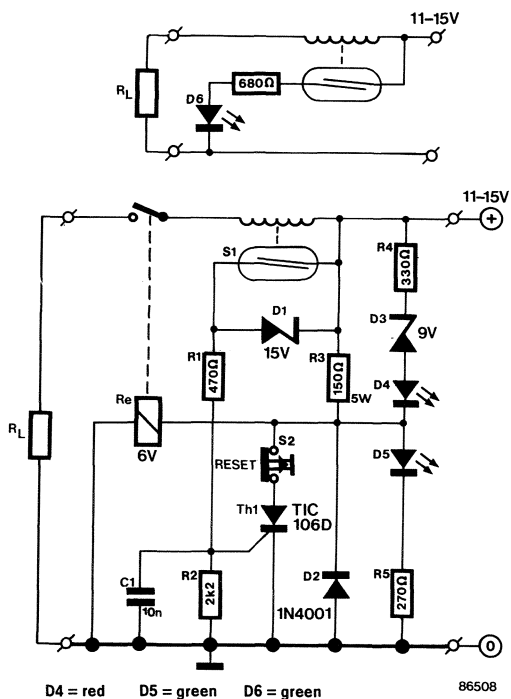 11–15V
RL
680Ω
D6
11–15V
+
S1
R4
330Ω
D1
15V
D3
9V
R1
470Ω
R3
150Ω
5W
D4
Re
6V
RL
S2
RESET
D5
Th1
TIC
106D
C1
10n
R2
2k2
D2
1N4001
R5
270Ω
0
86508
D4 = red D5 = green D6 = green